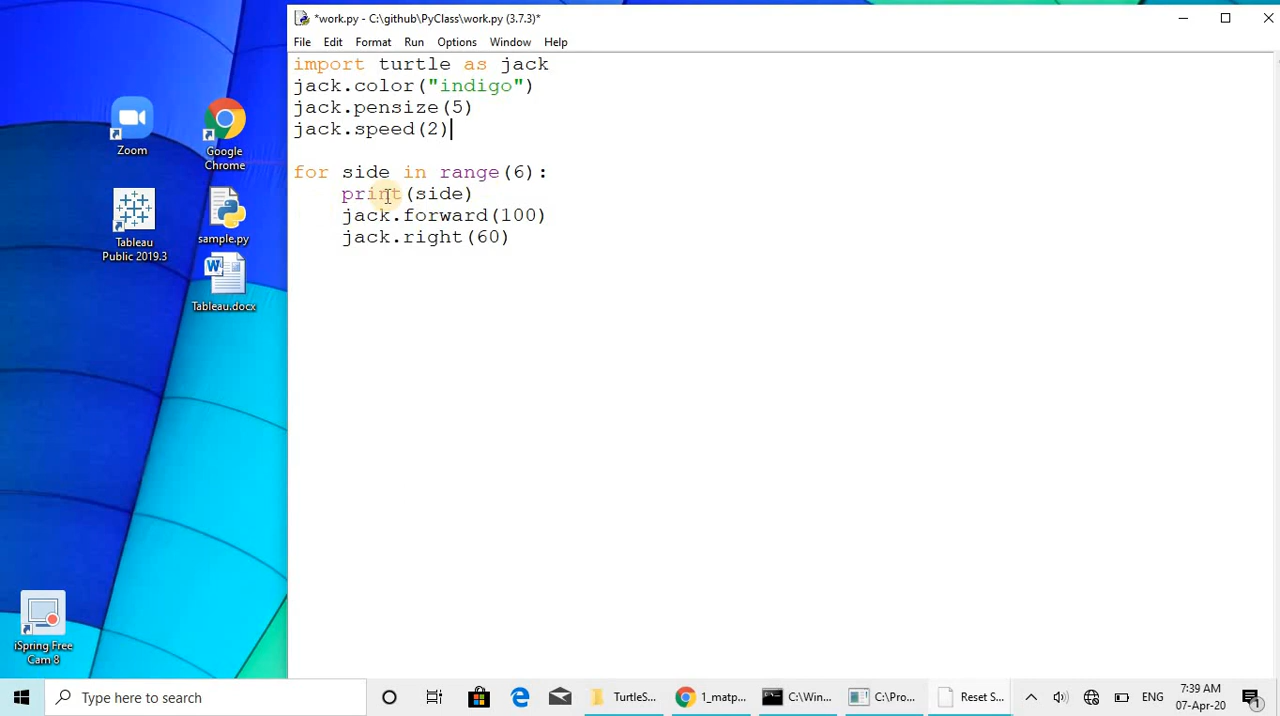 *work.py - C:\github\PyClass\work.py (3.7.3)*
File Edit Format Run Options Window Help
import turtle as jack
jack.color("indigo")
jack.pensize(5)
jack.speed(2)
for side in range(6):
print(side)
jack.forward(100)
jack.right(60)
Zoom
Google
Chrome
Tableau
Public 2019.3
sample.py
Tableau.docx
iSpring Free
Cam 8
Type here to search
TurtleS...
1_matp...
C:\Win...
C:\Pro...
Reset S...
ENG
7:39 AM
07-Apr-20
1